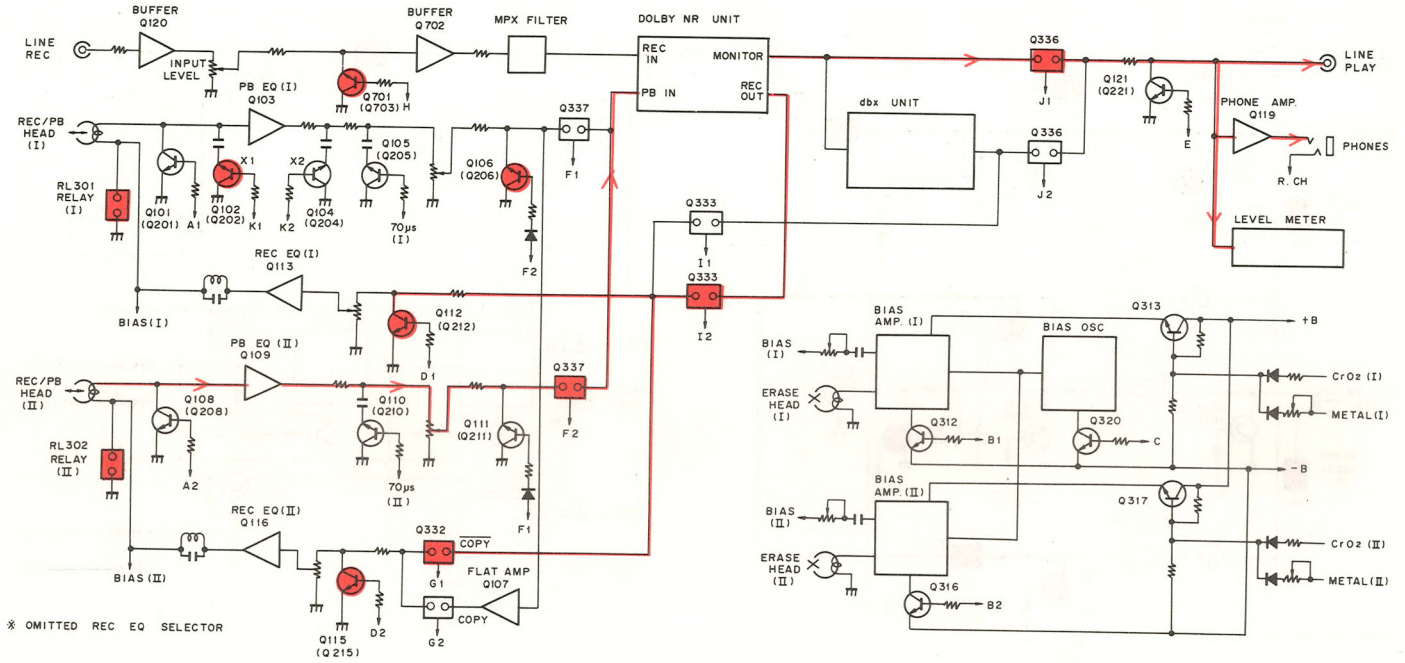 LINE
REC
BUFFER
Q120
INPUT
LEVEL
BUFFER
Q702
MPX FILTER
DOLBY NR UNIT
REC
IN
MONITOR
REC
OUT
PB IN
Q701
(Q703)
H
Q336
J1
LINE
PLAY
Q121
(Q221)
E
PHONE AMP.
Q119
PHONES
R. CH
LEVEL METER
dbx UNIT
Q336
J2
REC/PB
HEAD
(I)
PB EQ(I)
Q103
RL301
RELAY
(I)
Q101
(Q201)
A1
X1
Q102
(Q202)
K1
X2
K2
Q104
(Q204)
Q105
(Q205)
70µs
(I)
Q106
(Q206)
F2
Q337
F1
Q333
I1
Q333
I2
REC EQ(I)
Q113
BIAS(I)
Q112
(Q212)
D1
REC/PB
HEAD
(II)
PB EQ(II)
Q109
RL302
RELAY
(II)
Q108
(Q208)
A2
Q110
(Q210)
70µs
(II)
Q111
(Q211)
F1
Q337
F2
REC EQ(II)
Q116
BIAS(II)
Q115
(Q215)
D2
Q332
COPY
G1
FLAT AMP
Q107
COPY
G2
※ OMITTED REC EQ SELECTOR
BIAS
AMP.(I)
BIAS
(I)
ERASE
HEAD
(I)
Q312
B1
BIAS OSC
Q320
C
Q313
+B
CrO2(I)
METAL(I)
-B
BIAS
AMP.(II)
BIAS
(II)
ERASE
HEAD
(II)
Q316
B2
Q317
CrO2(II)
METAL(II)